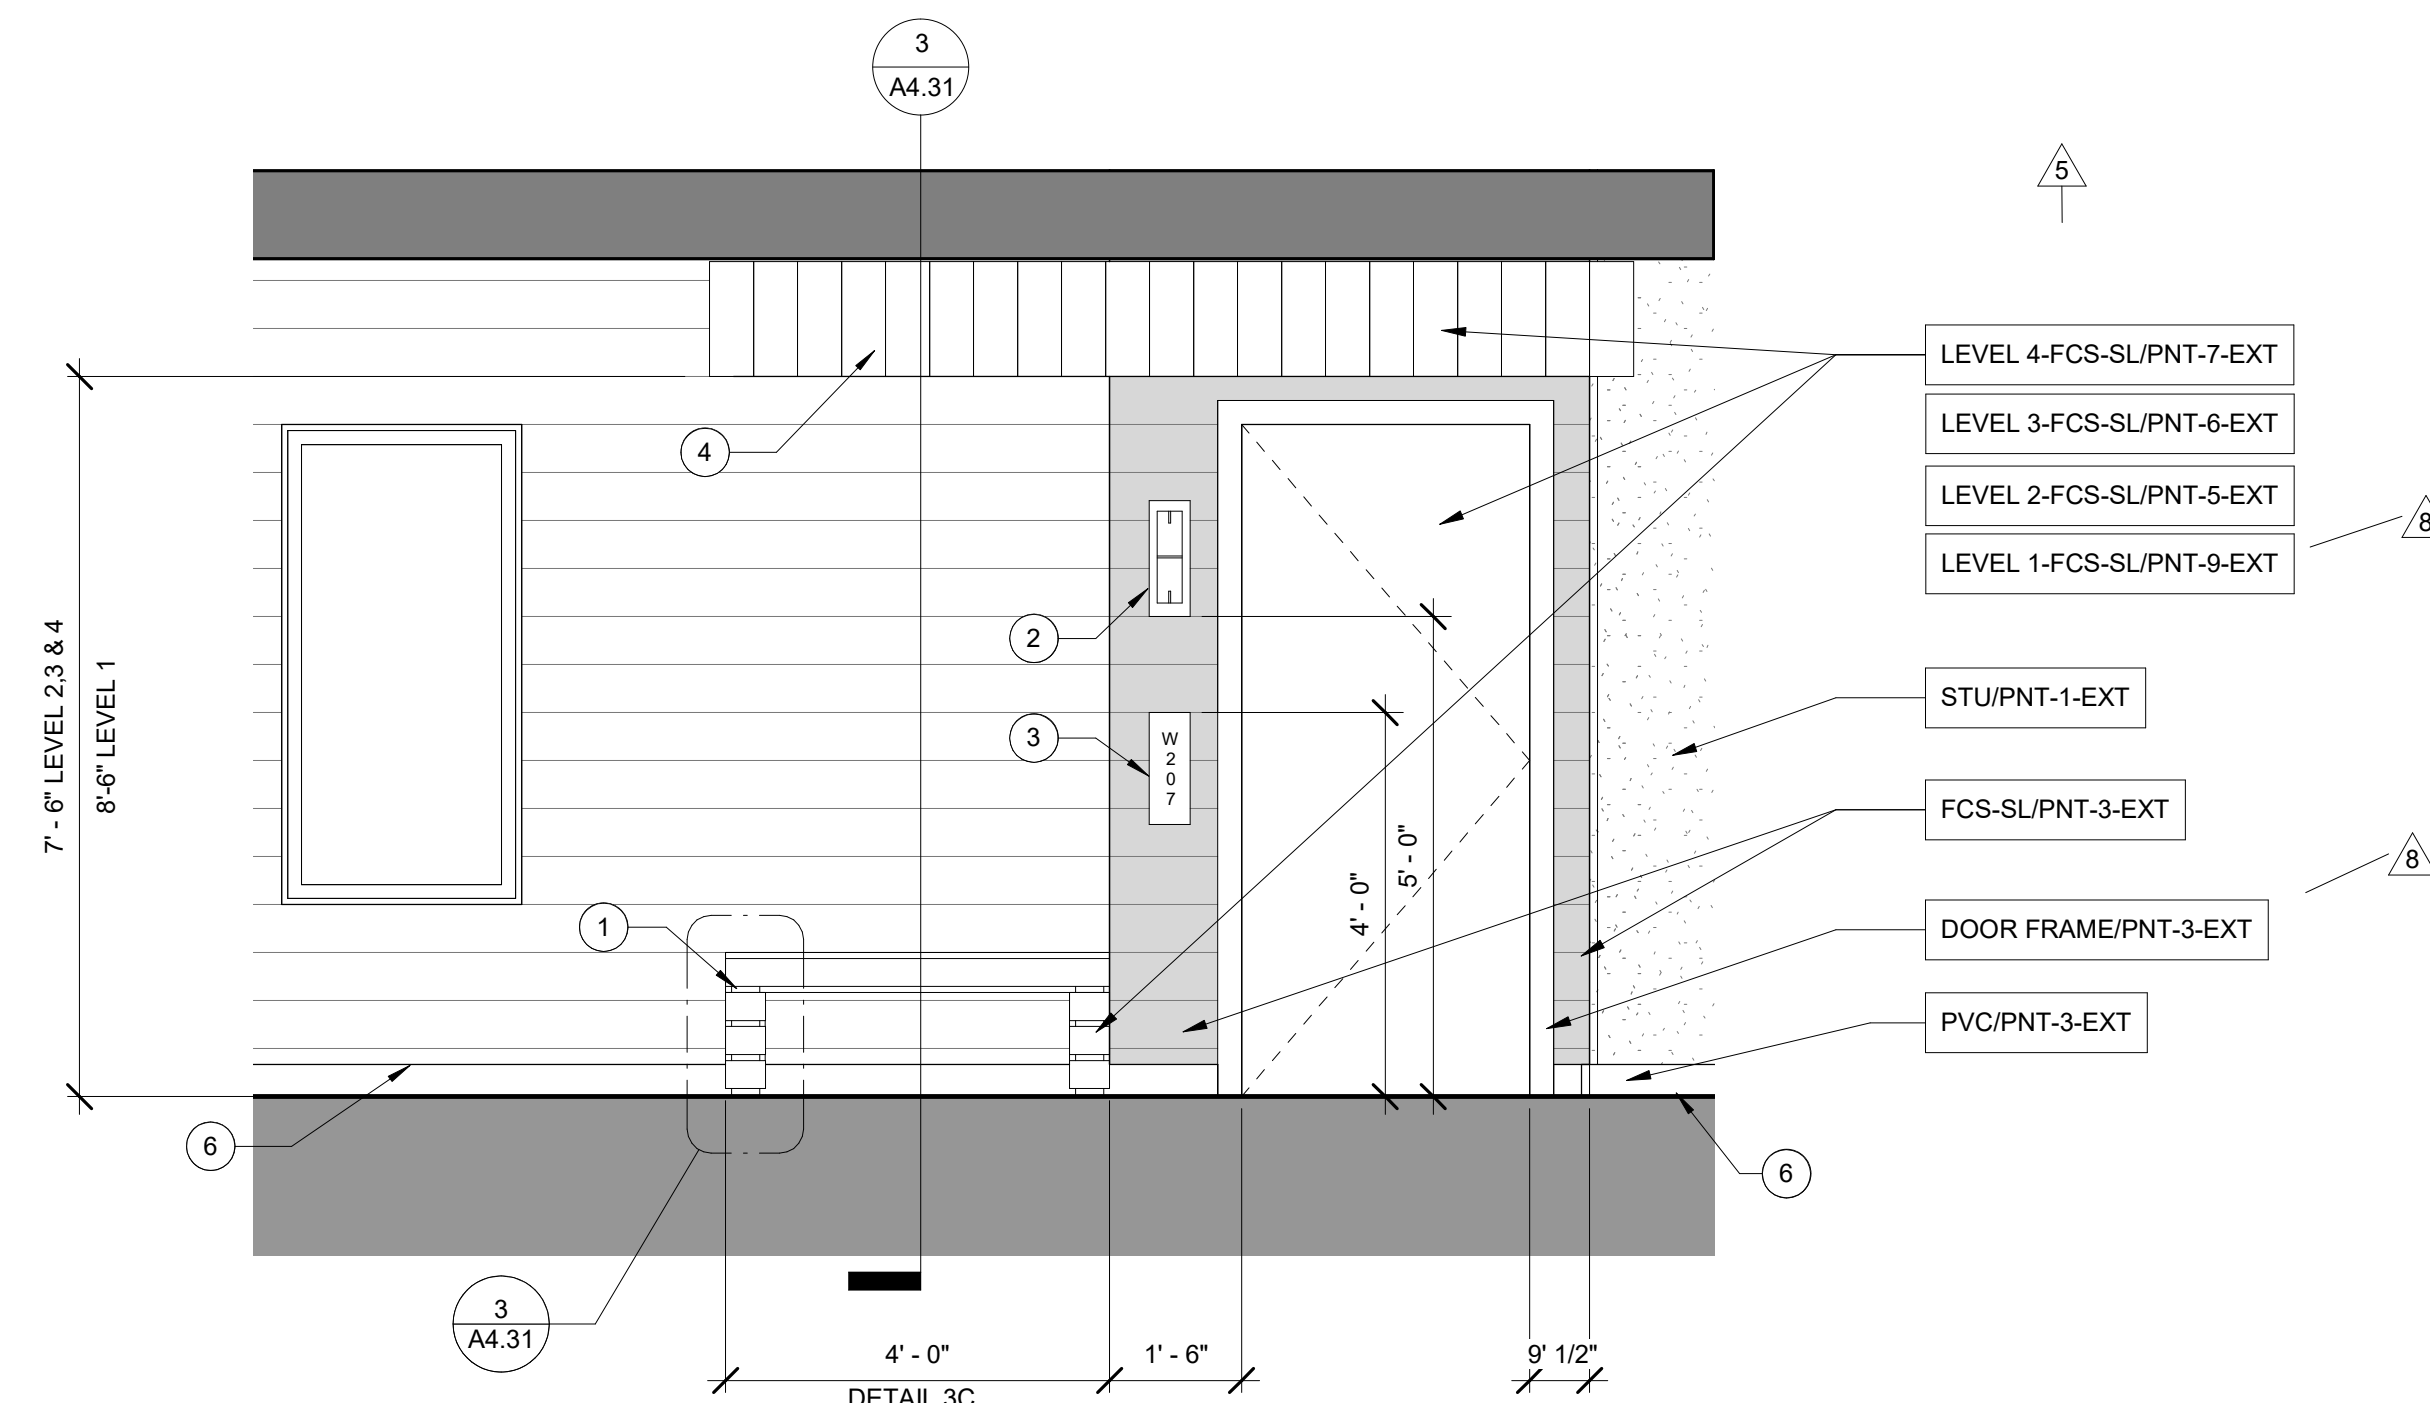 3
A4.31
5
LEVEL 4-FCS-SL/PNT-7-EXT
LEVEL 3-FCS-SL/PNT-6-EXT
4
LEVEL 2-FCS-SL/PNT-5-EXT
8
LEVEL 1-FCS-SL/PNT-9-EXT
2
7' - 6" LEVEL 2,3 & 4
8'-6" LEVEL 1
STU/PNT-1-EXT
3
W
2
0
7
FCS-SL/PNT-3-EXT
8
5' - 0"
4' - 0"
1
DOOR FRAME/PNT-3-EXT
PVC/PNT-3-EXT
6
6
3
A4.31
4' - 0"
1' - 6"
9' 1/2"
DETAIL 3C